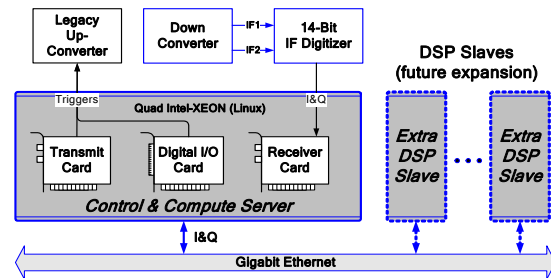 Legacy
Up-
Converter
Down
Converter
IF1
IF2
14-Bit
IF Digitizer
DSP Slaves
(future expansion)
Triggers
Quad Intel-XEON (Linux)
I&Q
Transmit
Card
Digital I/O
Card
Receiver
Card
Control & Compute Server
Extra
DSP
Slave
Extra
DSP
Slave
I&Q
Gigabit Ethernet